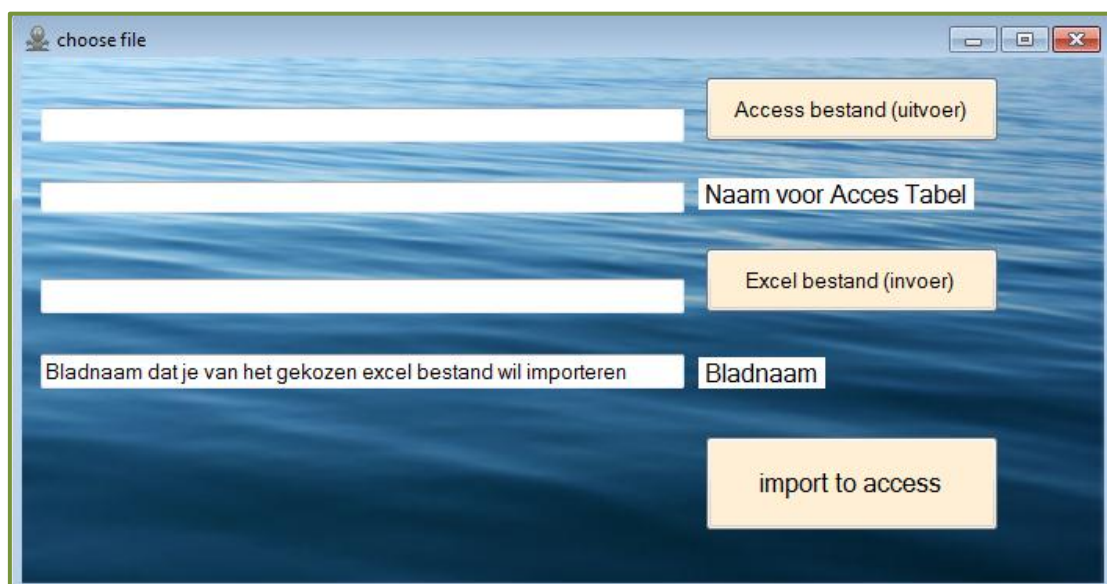 choose file
Access bestand (uitvoer)
Naam voor Acces Tabel
Excel bestand (invoer)
Bladnaam dat je van het gekozen excel bestand wil importeren
Bladnaam
import to access